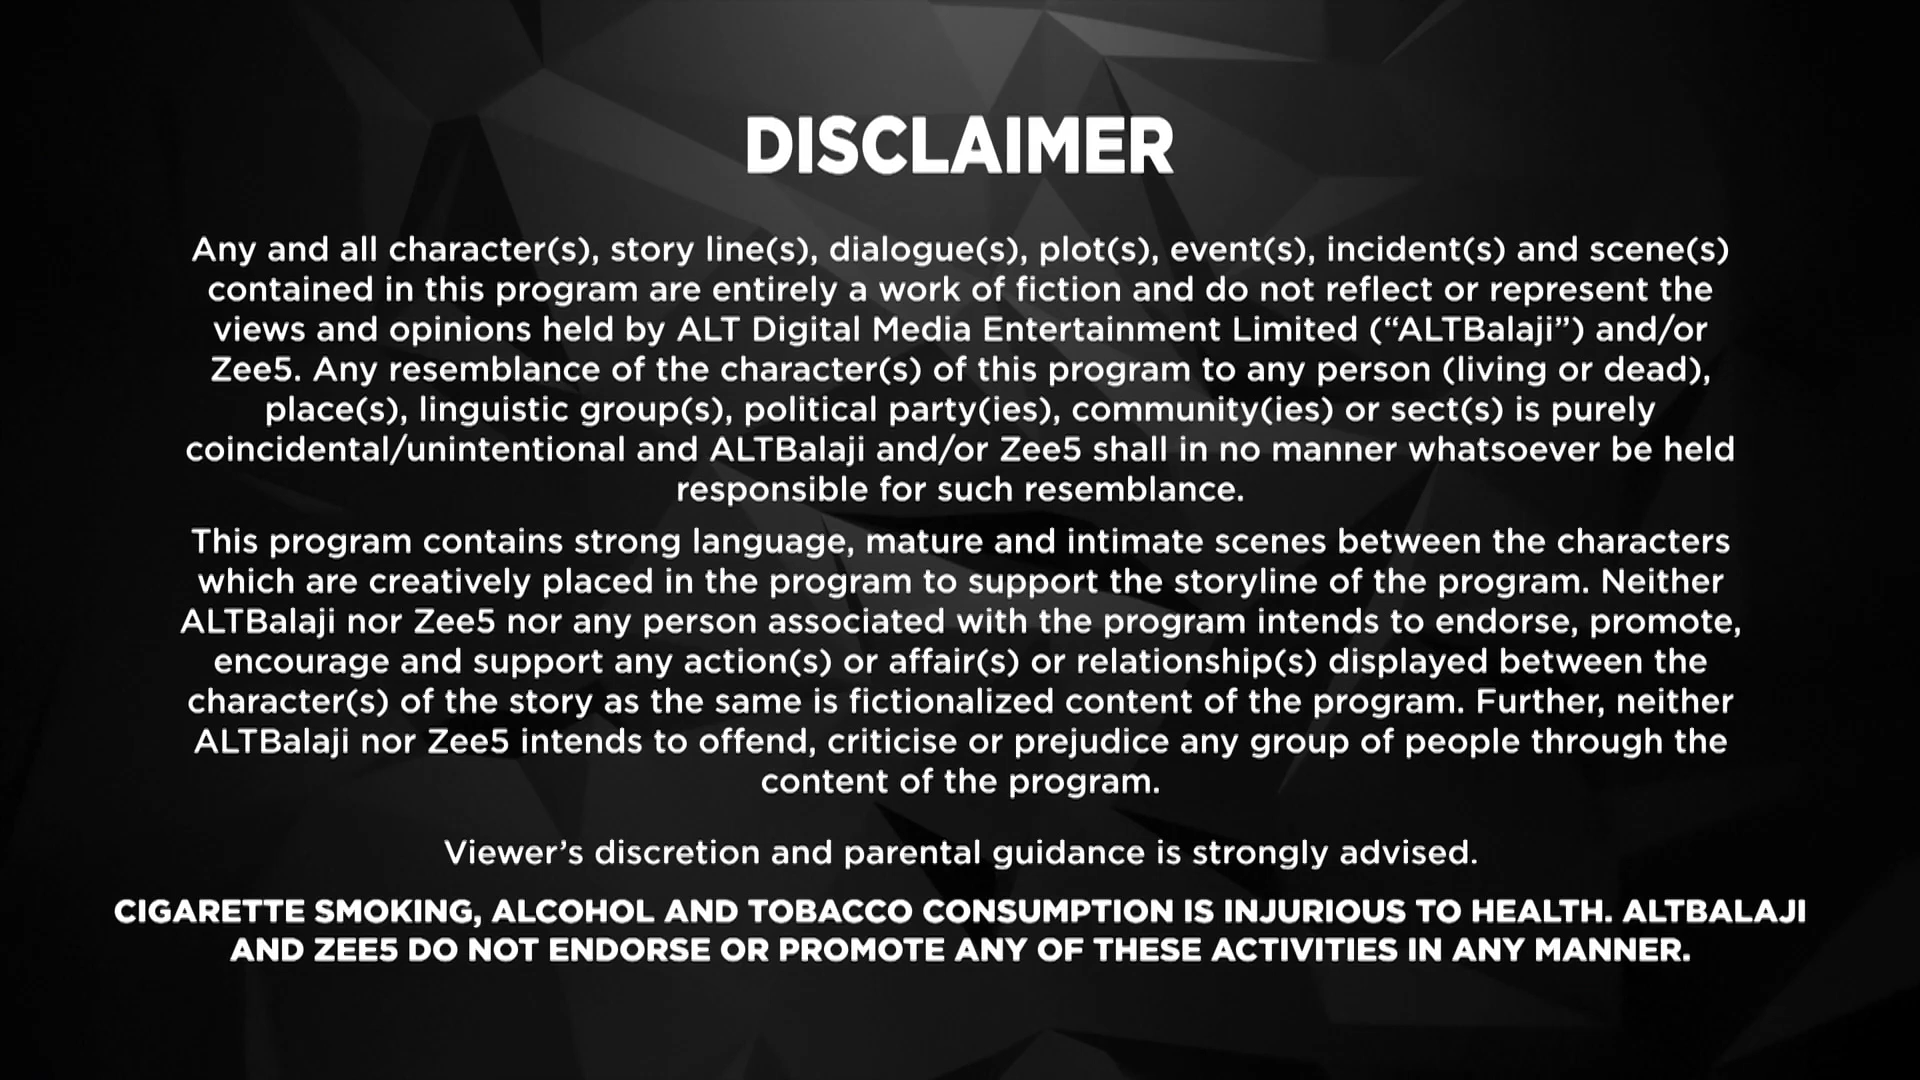 DISCLAIMER
Any and all character(s), story line(s), dialogue(s), plot(s), event(s), incident(s) and scene(s)
contained in this program are entirely a work of fiction and do not reflect or represent the
views and opinions held by ALT Digital Media Entertainment Limited (“ALTBalaji”) and/or
Zee5. Any resemblance of the character(s) of this program to any person (living or dead),
place(s), linguistic group(s), political party(ies), community(ies) or sect(s) is purely
coincidental/unintentional and ALTBalaji and/or Zee5 shall in no manner whatsoever be held
responsible for such resemblance.
This program contains strong language, mature and intimate scenes between the characters
which are creatively placed in the program to support the storyline of the program. Neither
ALTBalaji nor Zee5 nor any person associated with the program intends to endorse, promote,
encourage and support any action(s) or affair(s) or relationship(s) displayed between the
character(s) of the story as the same is fictionalized content of the program. Further, neither
ALTBalaji nor Zee5 intends to offend, criticise or prejudice any group of people through the
content of the program.
Viewer’s discretion and parental guidance is strongly advised.
CIGARETTE SMOKING, ALCOHOL AND TOBACCO CONSUMPTION IS INJURIOUS TO HEALTH. ALTBALAJI
AND ZEE5 DO NOT ENDORSE OR PROMOTE ANY OF THESE ACTIVITIES IN ANY MANNER.